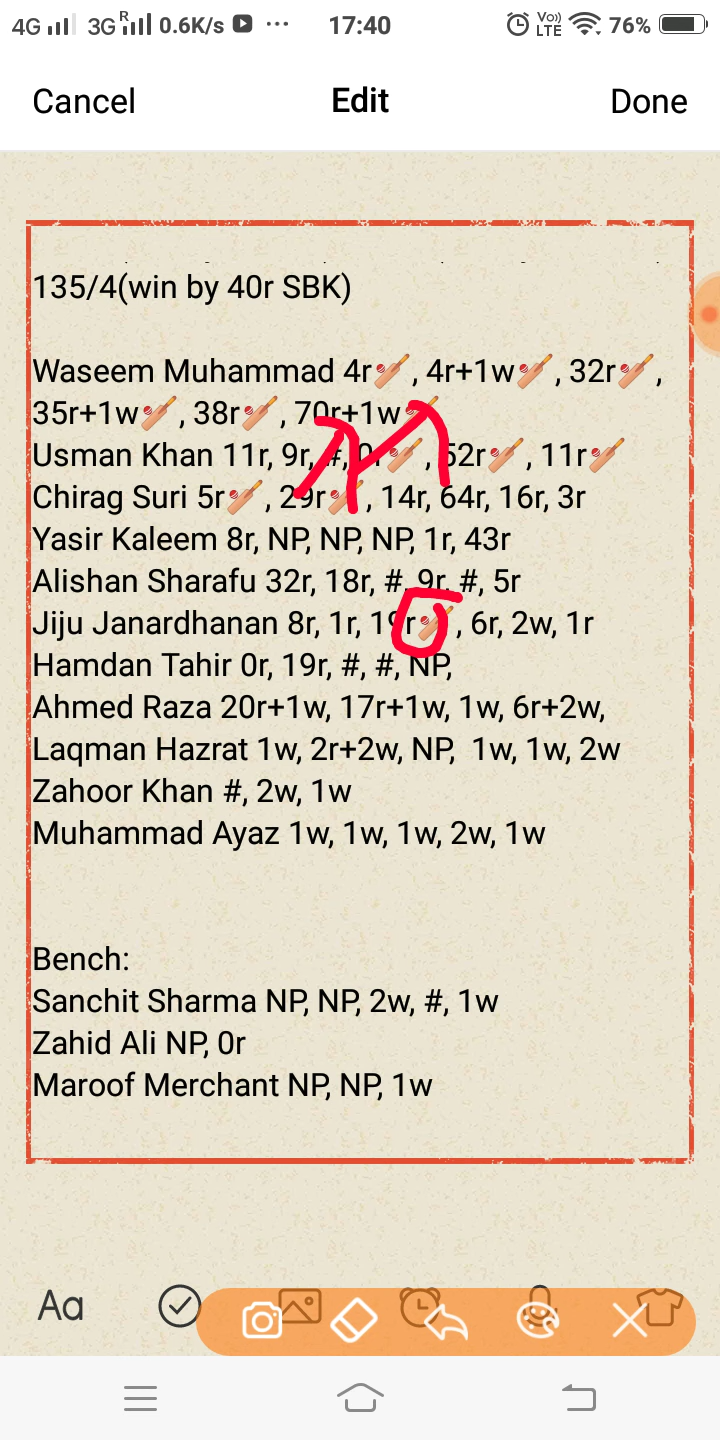 4G 3G R 0.6K/s ··· 17:40 Vo)) LTE 76%
Cancel Edit Done
135/4(win by 40r SBK)
Waseem Muhammad 4r🏏, 4r+1w🏏, 32r🏏,
35r+1w🏏, 38r🏏, 70r+1w🏏
Usman Khan 11r, 9r, #, 0r🏏, 52r🏏, 11r🏏
Chirag Suri 5r🏏, 29r🏏, 14r, 64r, 16r, 3r
Yasir Kaleem 8r, NP, NP, NP, 1r, 43r
Alishan Sharafu 32r, 18r, #, 9r, #, 5r
Jiju Janardhanan 8r, 1r, 19r🏏, 6r, 2w, 1r
Hamdan Tahir 0r, 19r, #, #, NP,
Ahmed Raza 20r+1w, 17r+1w, 1w, 6r+2w,
Laqman Hazrat 1w, 2r+2w, NP,  1w, 1w, 2w
Zahoor Khan #, 2w, 1w
Muhammad Ayaz 1w, 1w, 1w, 2w, 1w
Bench:
Sanchit Sharma NP, NP, 2w, #, 1w
Zahid Ali NP, 0r
Maroof Merchant NP, NP, 1w
Aa